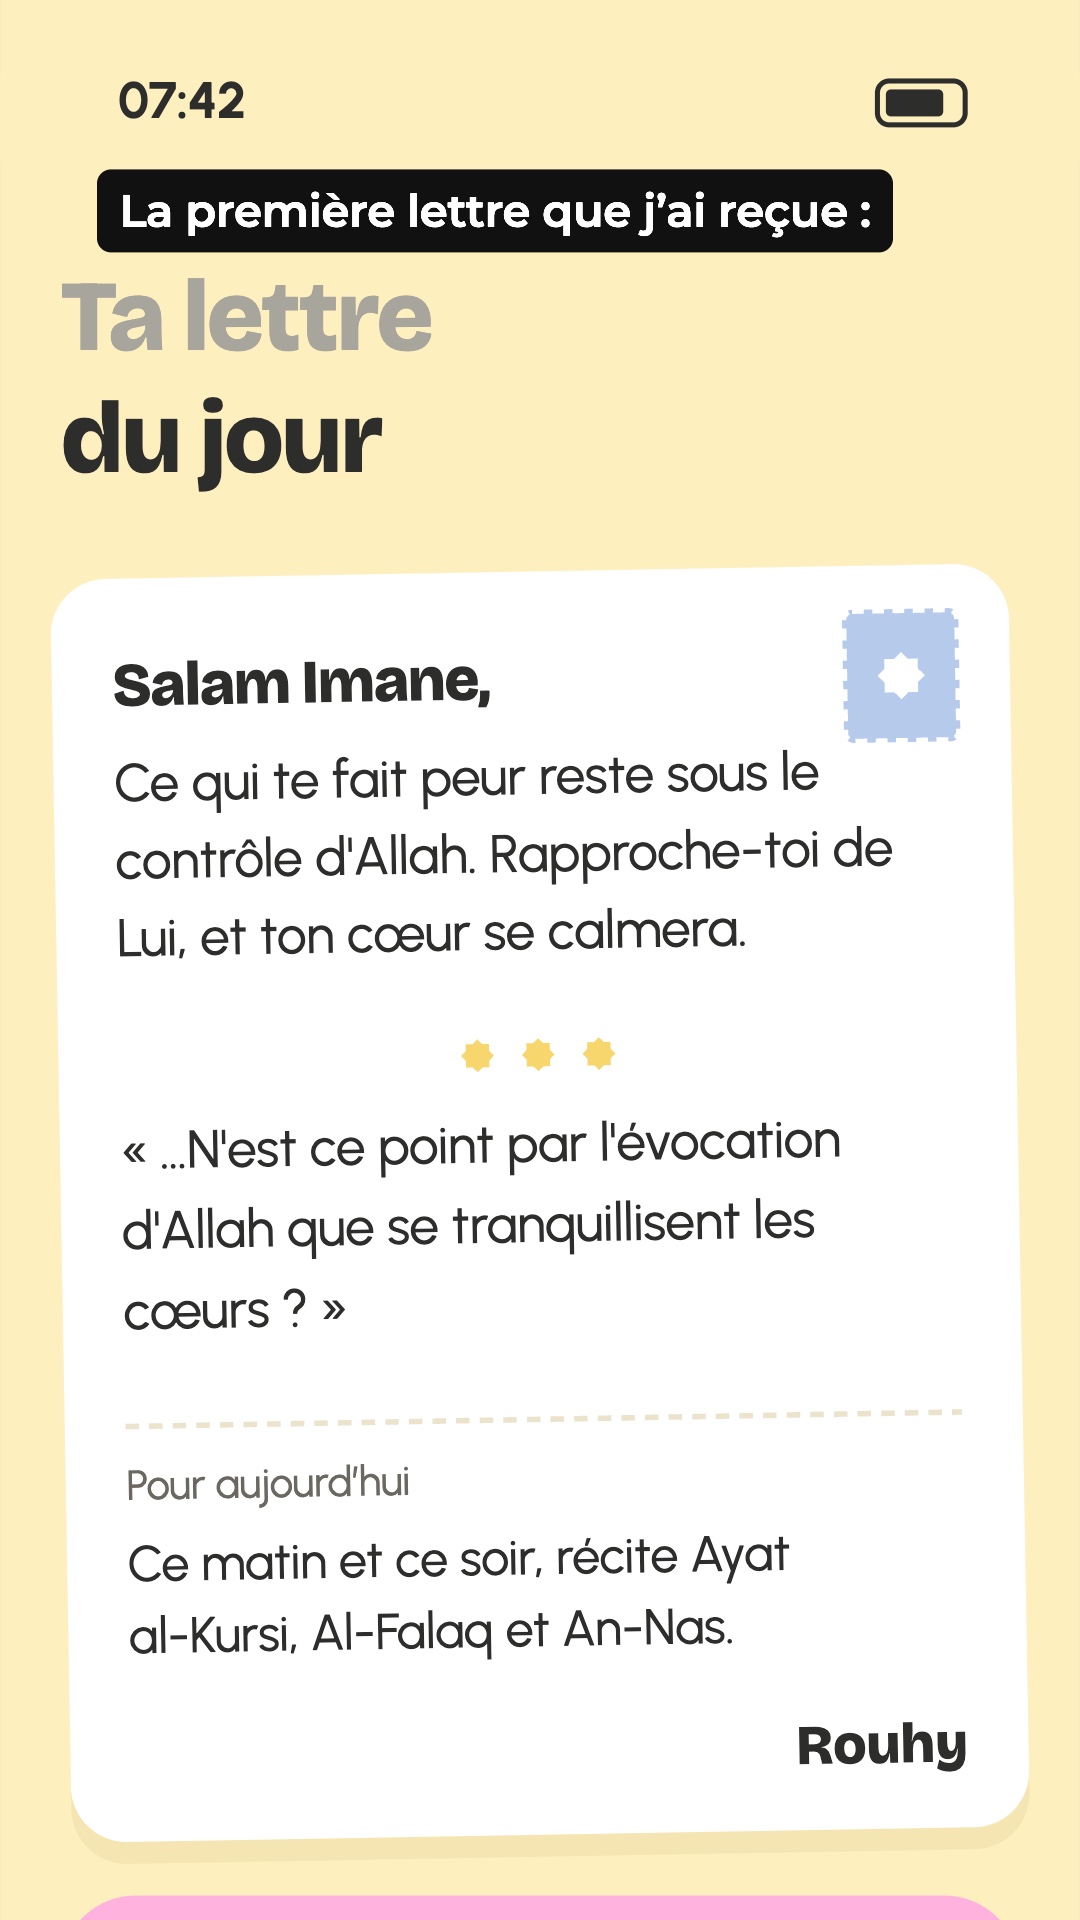 07:42
La première lettre que j’ai reçue :
Ta lettre
du jour
Salam Imane,
Ce qui te fait peur reste sous le
contrôle d'Allah. Rapproche-toi de
Lui, et ton cœur se calmera.
« ...N'est ce point par l'évocation
d'Allah que se tranquillisent les
cœurs ? »
Pour aujourd’hui
Ce matin et ce soir, récite Ayat
al-Kursi, Al-Falaq et An-Nas.
Rouhy